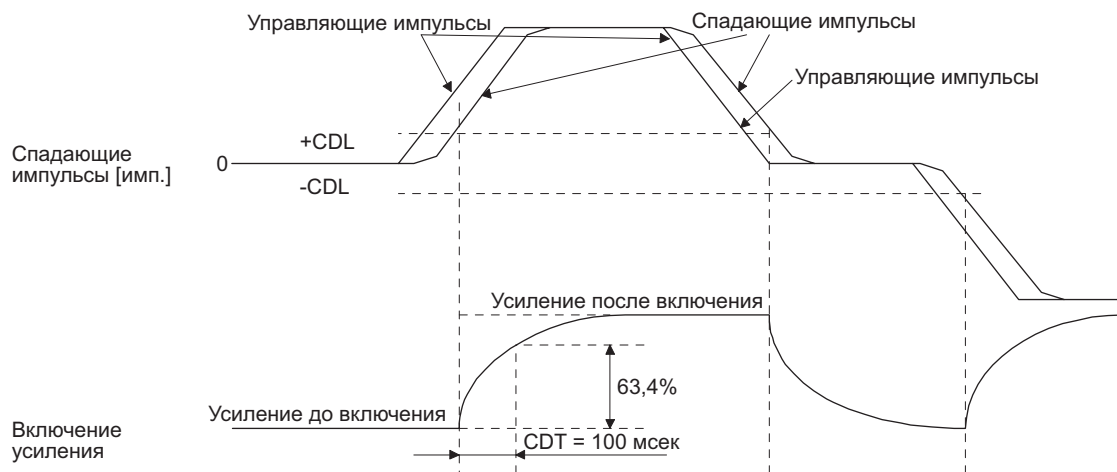 Управляющие импульсы
Спадающие импульсы
Управляющие импульсы
+CDL
Спадающие
импульсы [имп.]
0
-CDL
Усиление после включения
63,4%
Усиление до включения
CDT = 100 мсек
Включение
усиления